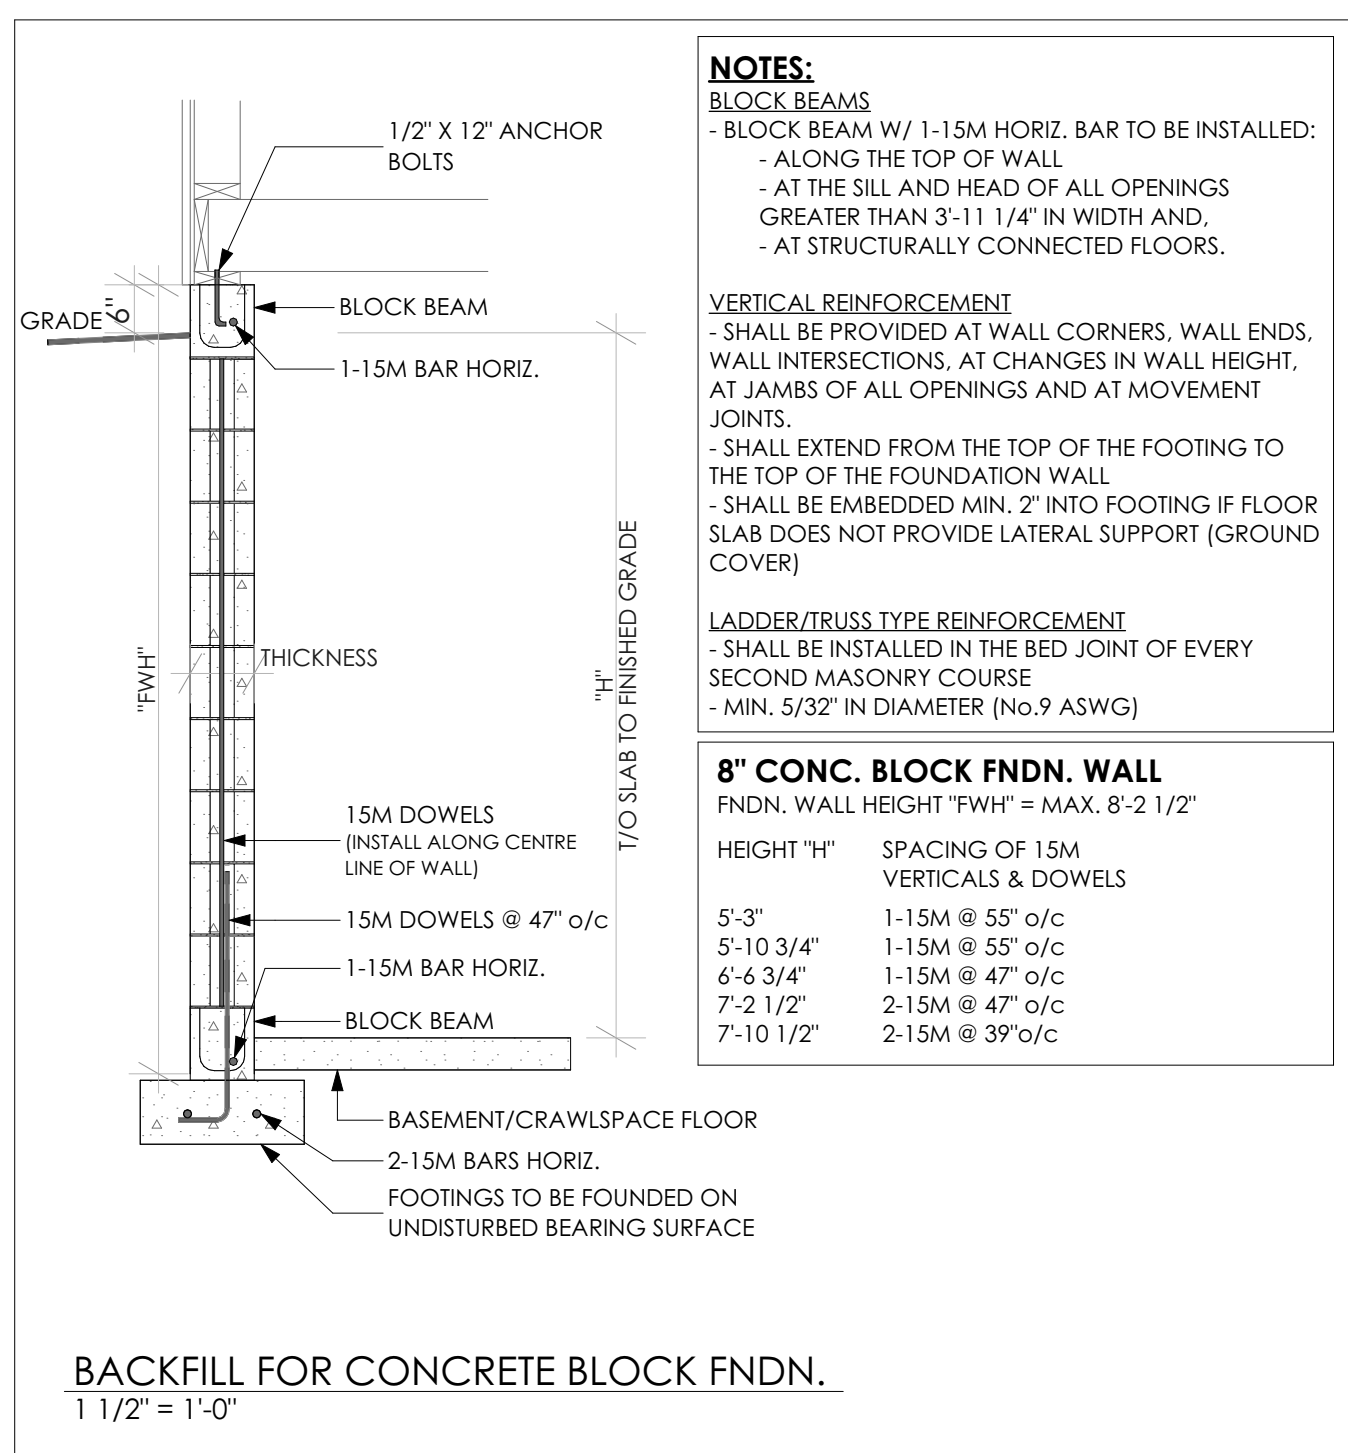 1/2" X 12" ANCHOR
BOLTS
GRADE
6"
BLOCK BEAM
1-15M BAR HORIZ.
"FWH"
THICKNESS
"H"
T/O SLAB TO FINISHED GRADE
15M DOWELS
(INSTALL ALONG CENTRE
LINE OF WALL)
15M DOWELS @ 47" o/c
1-15M BAR HORIZ.
BLOCK BEAM
BASEMENT/CRAWLSPACE FLOOR
2-15M BARS HORIZ.
FOOTINGS TO BE FOUNDED ON
UNDISTURBED BEARING SURFACE
NOTES:
BLOCK BEAMS
- BLOCK BEAM W/ 1-15M HORIZ. BAR TO BE INSTALLED:
- ALONG THE TOP OF WALL
- AT THE SILL AND HEAD OF ALL OPENINGS
GREATER THAN 3'-11 1/4" IN WIDTH AND,
- AT STRUCTURALLY CONNECTED FLOORS.
VERTICAL REINFORCEMENT
- SHALL BE PROVIDED AT WALL CORNERS, WALL ENDS,
WALL INTERSECTIONS, AT CHANGES IN WALL HEIGHT,
AT JAMBS OF ALL OPENINGS AND AT MOVEMENT
JOINTS.
- SHALL EXTEND FROM THE TOP OF THE FOOTING TO
THE TOP OF THE FOUNDATION WALL
- SHALL BE EMBEDDED MIN. 2" INTO FOOTING IF FLOOR
SLAB DOES NOT PROVIDE LATERAL SUPPORT (GROUND
COVER)
LADDER/TRUSS TYPE REINFORCEMENT
- SHALL BE INSTALLED IN THE BED JOINT OF EVERY
SECOND MASONRY COURSE
- MIN. 5/32" IN DIAMETER (No.9 ASWG)
8" CONC. BLOCK FNDN. WALL
FNDN. WALL HEIGHT "FWH" = MAX. 8'-2 1/2"
HEIGHT "H" SPACING OF 15M
VERTICALS & DOWELS
5'-3" 1-15M @ 55" o/c
5'-10 3/4" 1-15M @ 55" o/c
6'-6 3/4" 1-15M @ 47" o/c
7'-2 1/2" 2-15M @ 47" o/c
7'-10 1/2" 2-15M @ 39"o/c
BACKFILL FOR CONCRETE BLOCK FNDN.
1 1/2" = 1'-0"